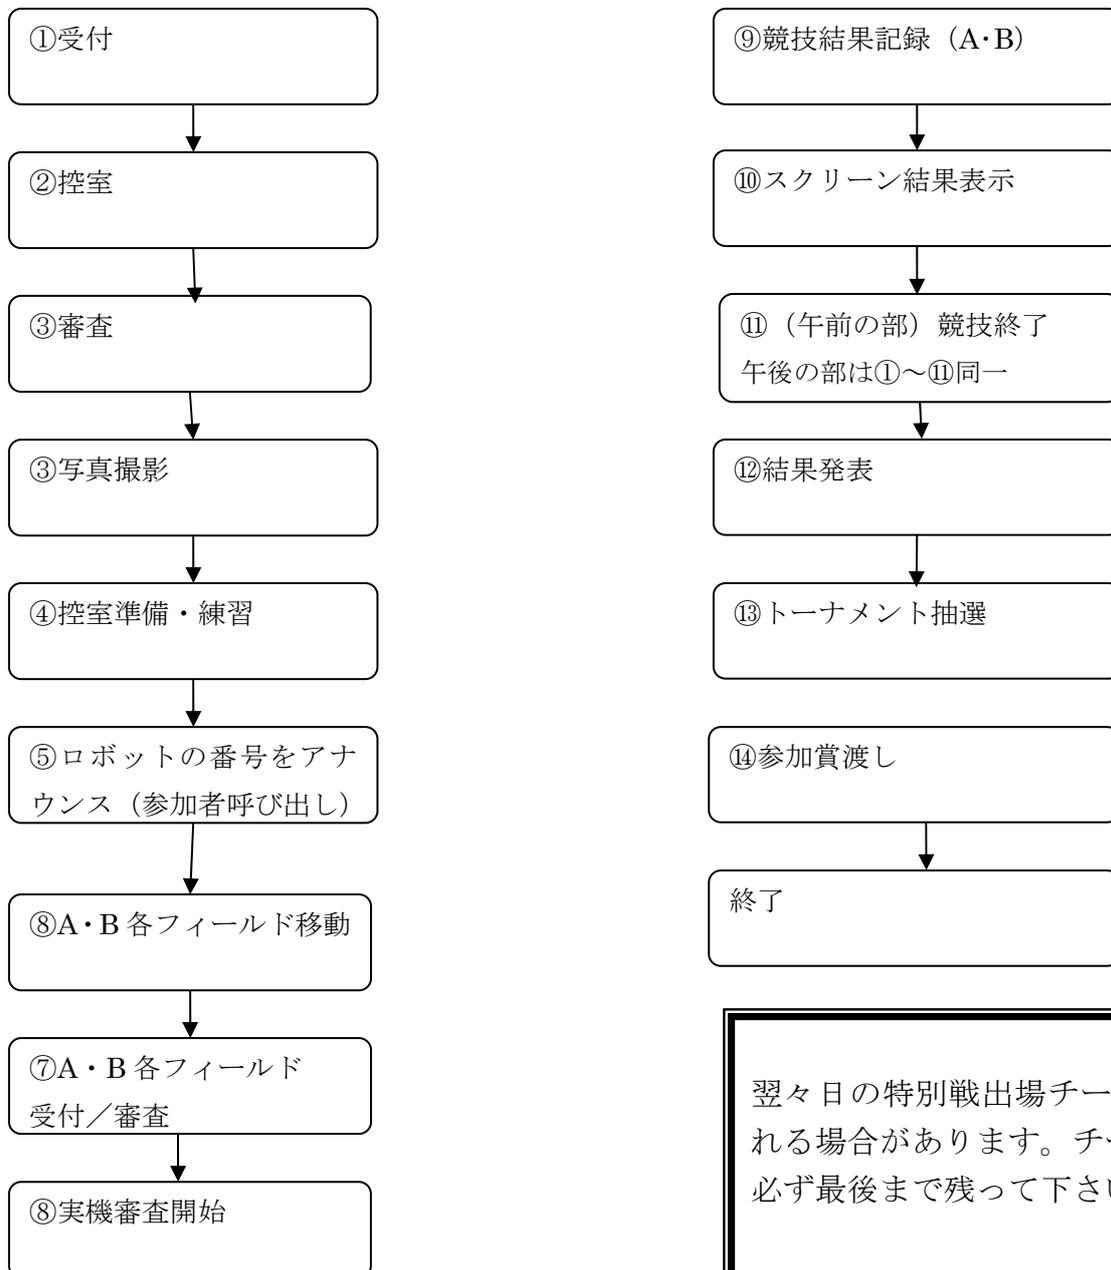 ①受付
②控室
③審査
③写真撮影
④控室準備・練習
⑤ロボットの番号をアナ
ウンス（参加者呼び出し）
⑧A・B 各フィールド移動
⑦A・B 各フィールド
受付／審査
⑧実機審査開始
⑨競技結果記録（A・B）
⑩スクリーン結果表示
⑪（午前の部）競技終了
午後の部は①～⑪同一
⑫結果発表
⑬トーナメント抽選
⑭参加賞渡し
終了
翌々日の特別戦出場チー
れる場合があります。チ
必ず最後まで残って下さ